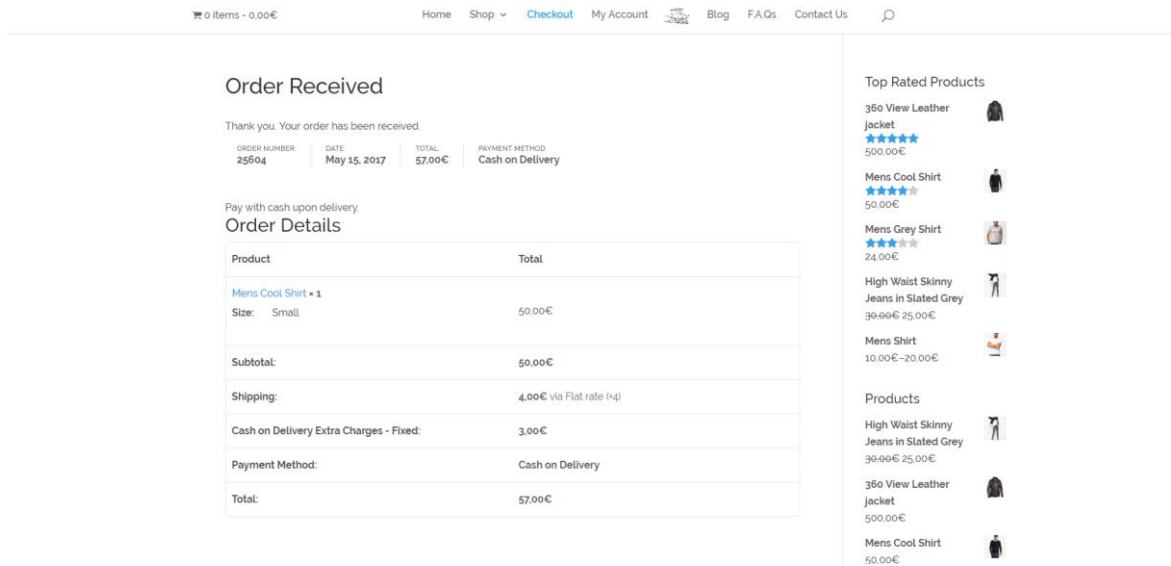 0 items - 0,00€
Home Shop Checkout My Account Blog F.A.Qs Contact Us
Order Received
Thank you. Your order has been received.
ORDER NUMBER: DATE: TOTAL: PAYMENT METHOD:
25604 May 15, 2017 57,00€ Cash on Delivery
Pay with cash upon delivery.
Order Details
Product Total
Mens Cool Shirt × 1
Size: Small 50,00€
Subtotal: 50,00€
Shipping: 4,00€ via Flat rate (+4)
Cash on Delivery Extra Charges - Fixed: 3,00€
Payment Method: Cash on Delivery
Total: 57,00€
Top Rated Products
360 View Leather
jacket
500,00€
Mens Cool Shirt
50,00€
Mens Grey Shirt
24,00€
High Waist Skinny
Jeans in Slated Grey
30,00€ 25,00€
Mens Shirt
10,00€–20,00€
Products
High Waist Skinny
Jeans in Slated Grey
30,00€ 25,00€
360 View Leather
jacket
500,00€
Mens Cool Shirt
50,00€